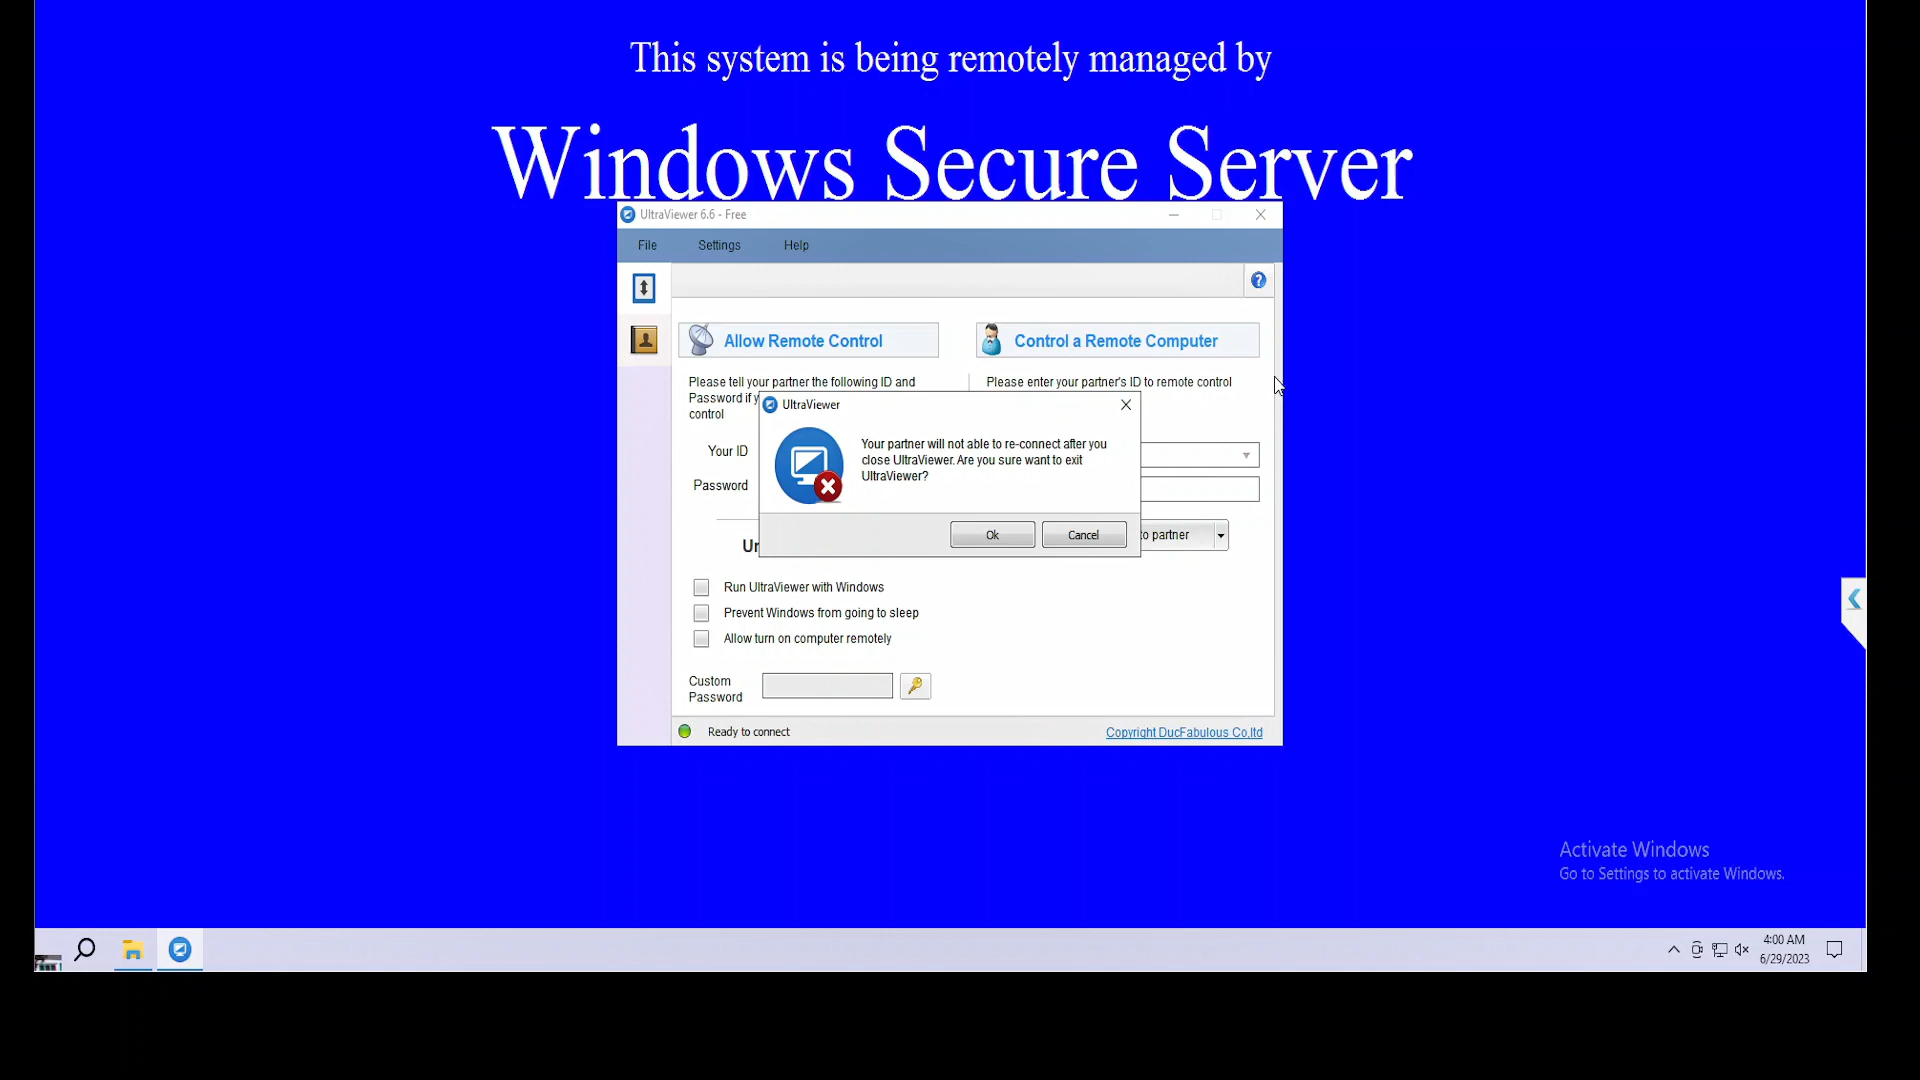 This system is being remotely managed by
Windows Secure Server
UltraViewer 6.6 - Free
File Settings Help
Allow Remote Control
Control a Remote Computer
Please tell your partner the following ID and
Password if
control
Please enter your partner's ID to remote control
Your ID
Password
UltraViewer
Your partner will not able to re-connect after you
close UltraViewer. Are you sure want to exit
UltraViewer?
Ok Cancel
partner
Run UltraViewer with Windows
Prevent Windows from going to sleep
Allow turn on computer remotely
Custom
Password
Ready to connect
Copyright DucFabulous Co,ltd
Activate Windows
Go to Settings to activate Windows.
4:00 AM
6/29/2023